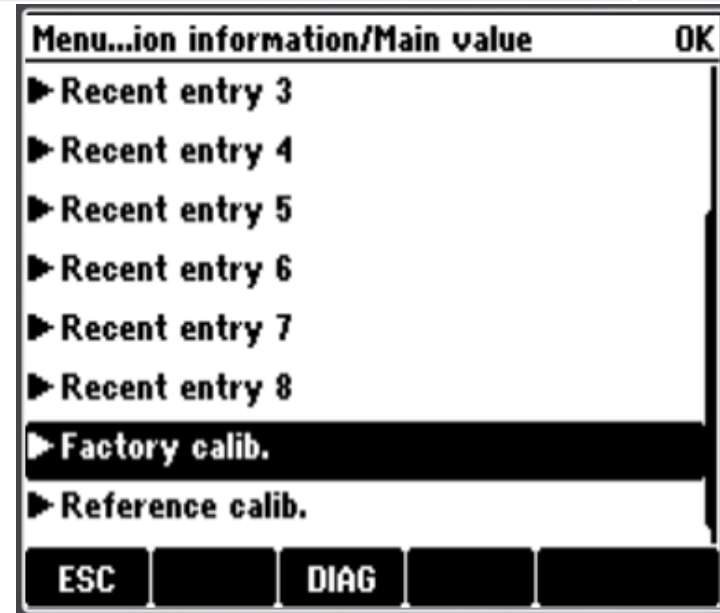 Menu...ion information/Main value OK
Recent entry 3
Recent entry 4
Recent entry 5
Recent entry 6
Recent entry 7
Recent entry 8
Factory calib.
Reference calib.
ESC DIAG